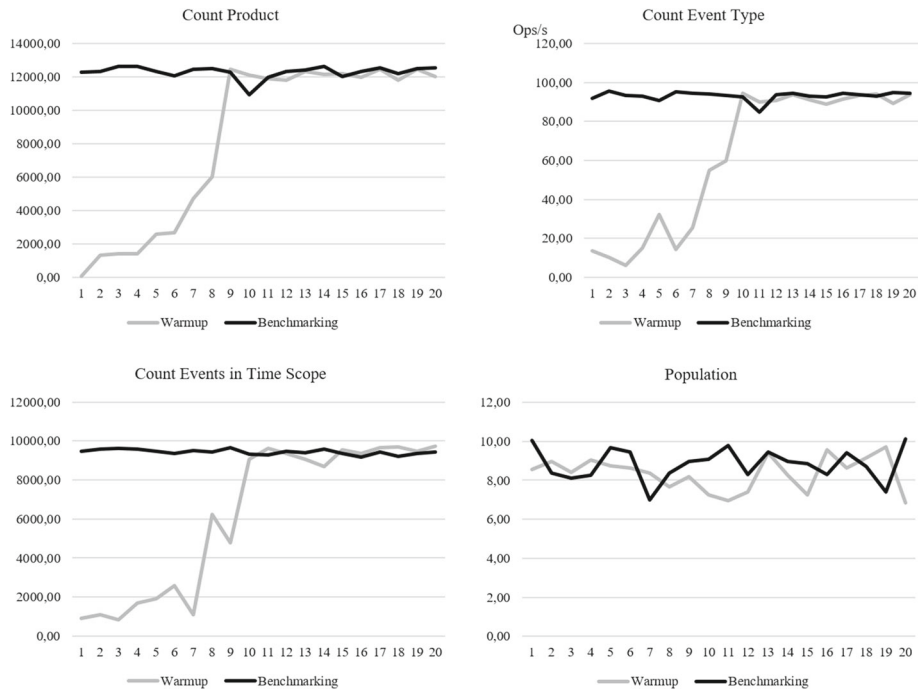 Count Product
14000,00
12000,00
10000,00
8000,00
6000,00
4000,00
2000,00
0,00
1 2 3 4 5 6 7 8 9 10 11 12 13 14 15 16 17 18 19 20
Warmup Benchmarking
Count Event Type
Ops/s
120,00
100,00
80,00
60,00
40,00
20,00
0,00
1 2 3 4 5 6 7 8 9 10 11 12 13 14 15 16 17 18 19 20
Warmup Benchmarking
Count Events in Time Scope
12000,00
10000,00
8000,00
6000,00
4000,00
2000,00
0,00
1 2 3 4 5 6 7 8 9 10 11 12 13 14 15 16 17 18 19 20
Warmup Benchmarking
Population
12,00
10,00
8,00
6,00
4,00
2,00
0,00
1 2 3 4 5 6 7 8 9 10 11 12 13 14 15 16 17 18 19 20
Warmup Benchmarking